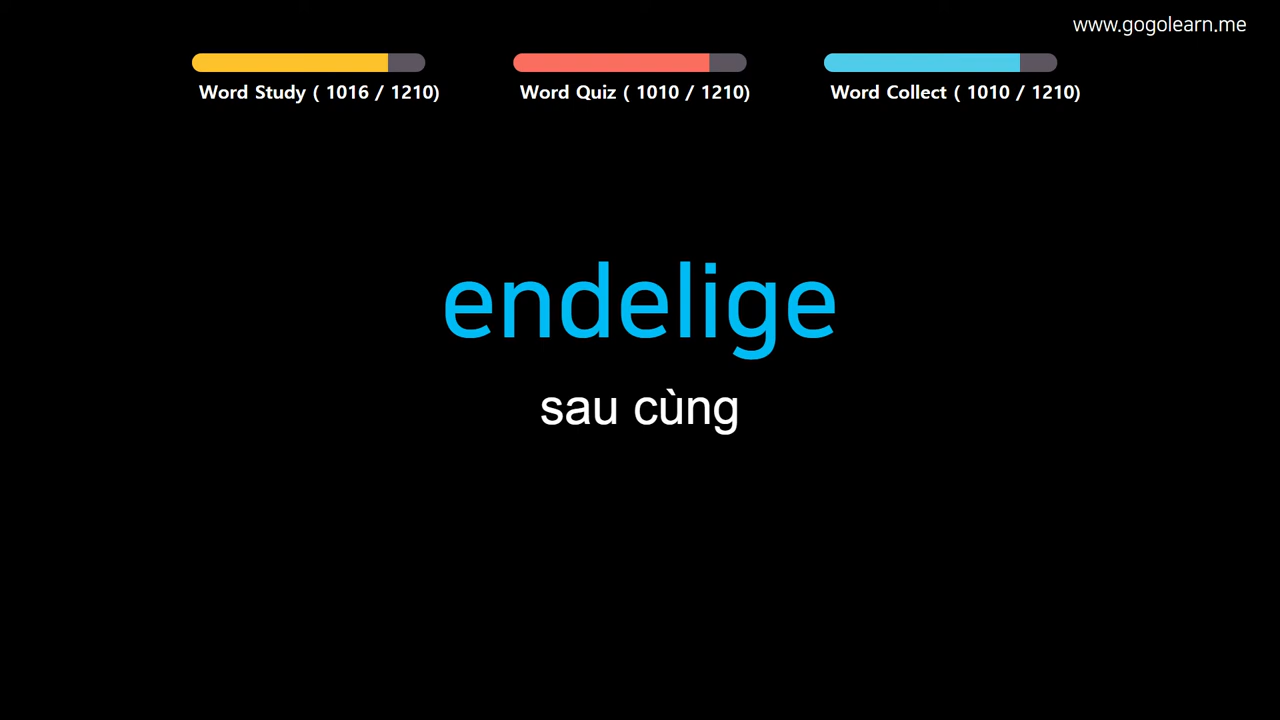 www.gogolearn.me
Word Study ( 1016 / 1210)
Word Quiz ( 1010 / 1210)
Word Collect ( 1010 / 1210)
endelige
sau cùng